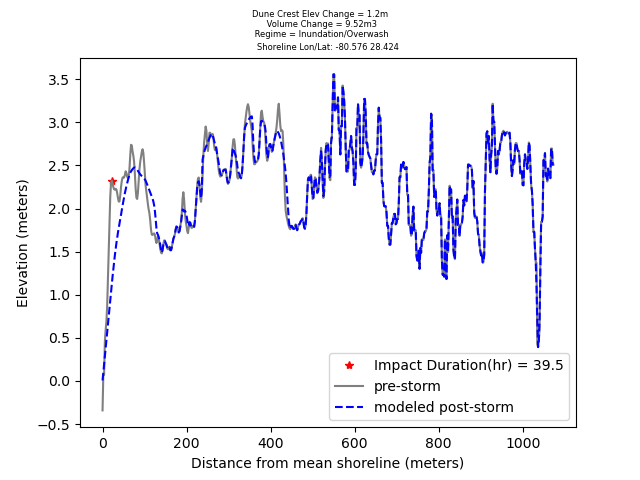 Dune Crest Elev Change = 1.2m
Volume Change = 9.52m3
Regime = Inundation/Overwash
Shoreline Lon/Lat: -80.576 28.424
3.5
3.0
2.5
2.0
1.5
1.0
0.5
0.0
−0.5
Elevation (meters)
Impact Duration(hr) = 39.5
pre-storm
modeled post-storm
0 200 400 600 800 1000
Distance from mean shoreline (meters)